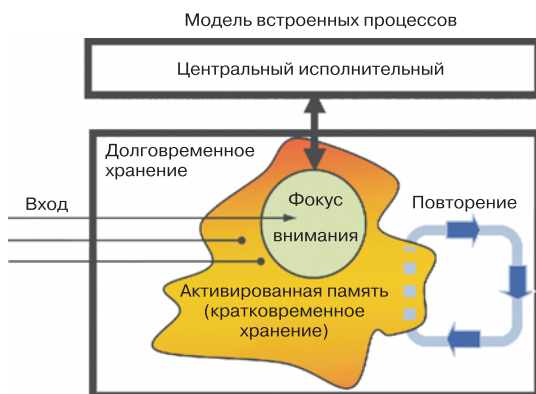 Модель встроенных процессов
Центральный исполнительный
Долговременное
хранение
Вход
Фокус
внимания
Повторение
Активированная память
(кратковременное
хранение)